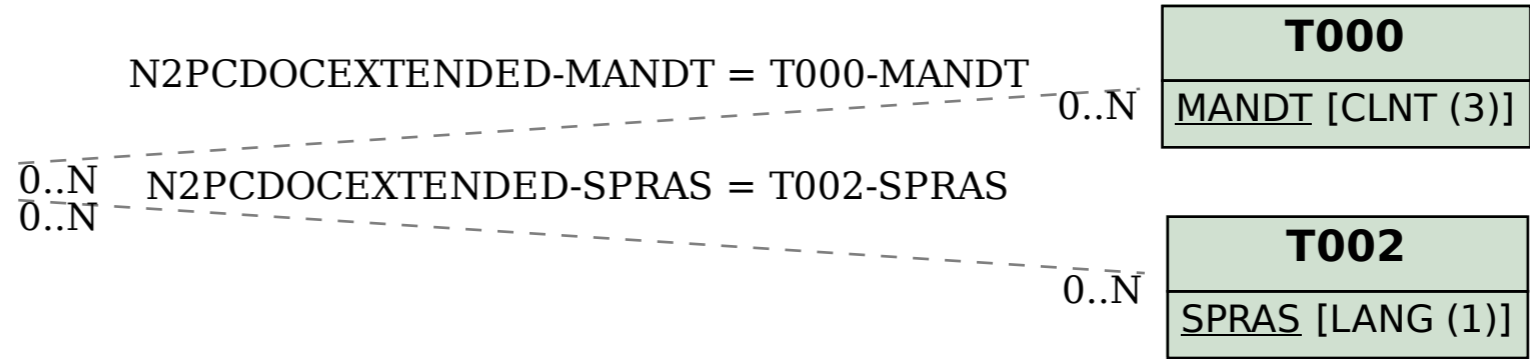 T000
N2PCDOCEXTENDED-MANDT = T000-MANDT
0..N
MANDT [CLNT (3)]
0..N
N2PCDOCEXTENDED-SPRAS = T002-SPRAS
0..N
T002
0..N
SPRAS [LANG (1)]